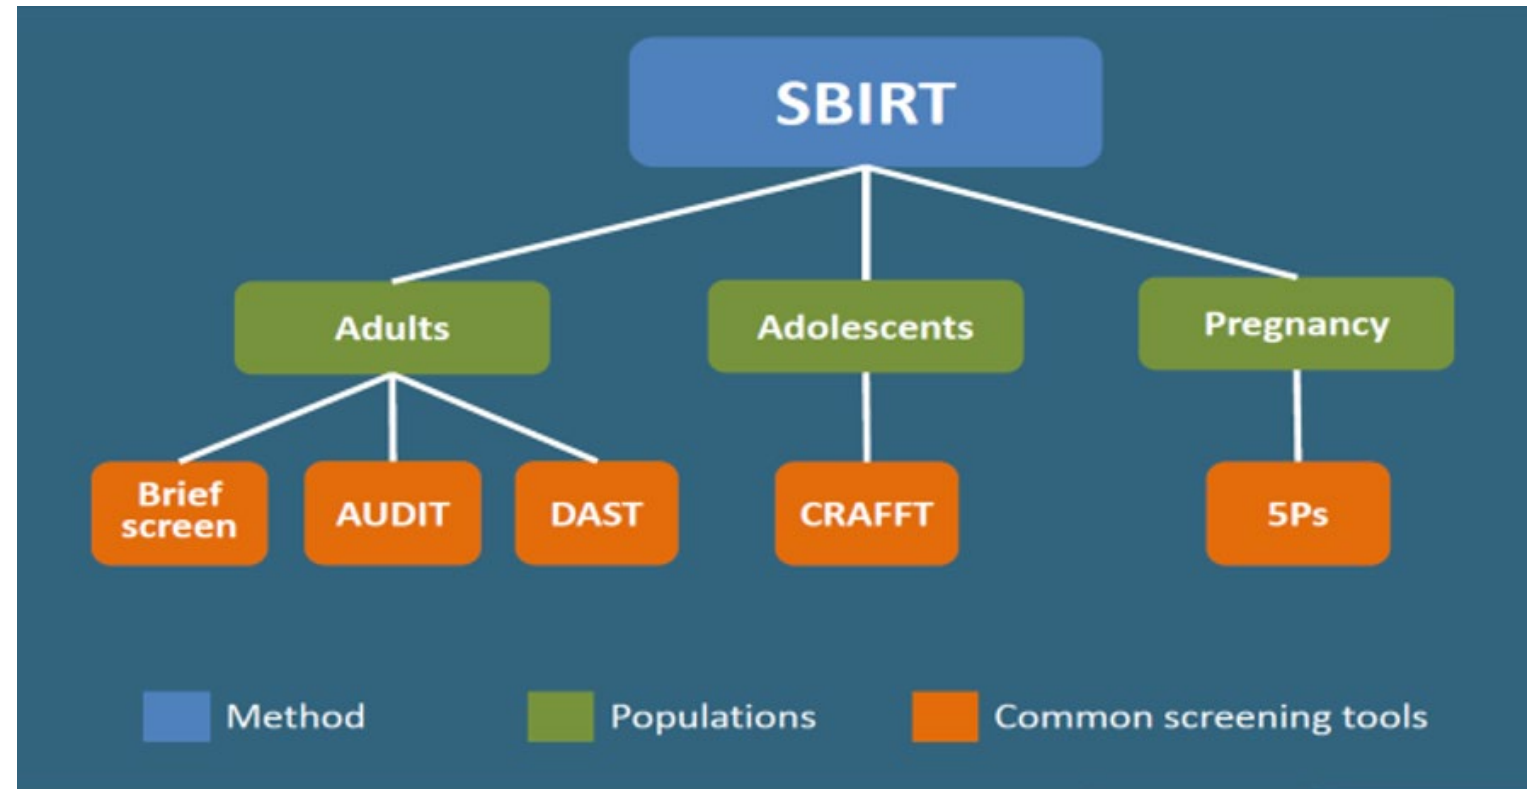 SBIRT
Adults
Adolescents
Pregnancy
Brief
screen
AUDIT
DAST
CRAFFT
5Ps
Method
Populations
Common screening tools